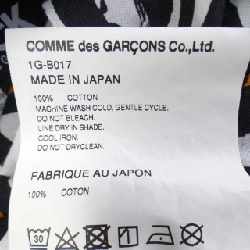 COMME des GARÇONS Co.,Ltd.
1G-B017
MADE IN JAPAN
100% COTTON
MACHINE WASH COLD, GENTLE CYCLE.
DO NOT BLEACH.
LINE DRY IN SHADE.
COOL IRON.
DO NOT DRYCLEAN.
FABRIQUE AU JAPON
100% COTON
30